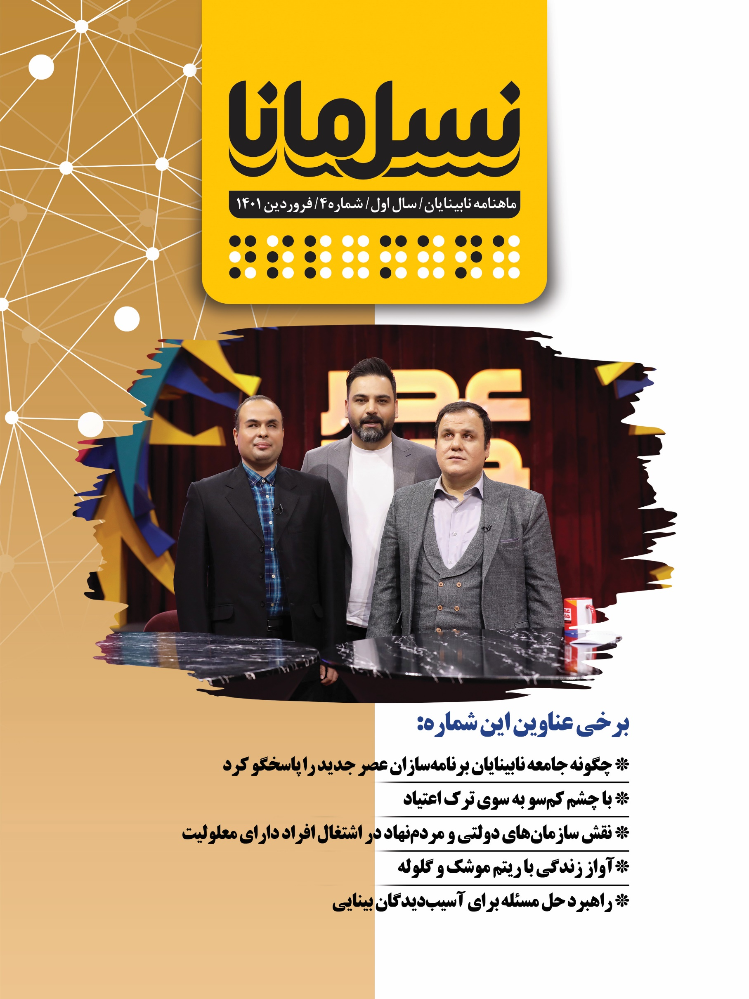 نسل مانا
ماهنامه نابینایان/ سال اول/ شماره۴/ فروردین ۱۴۰۱
عصر
برخی عناوین این شماره:
❇ چگونه جامعه نابینایان برنامه‌سازان عصر جدید را پاسخگو کرد
❇ با چشم کم‌سو به سوی ترک اعتیاد
❇ نقش سازمان‌های دولتی و مردم‌نهاد در اشتغال افراد دارای معلولیت
❇ آواز زندگی با ریتم موشک و گلوله
❇ راهبرد حل مسئله برای آسیب‌دیدگان بینایی